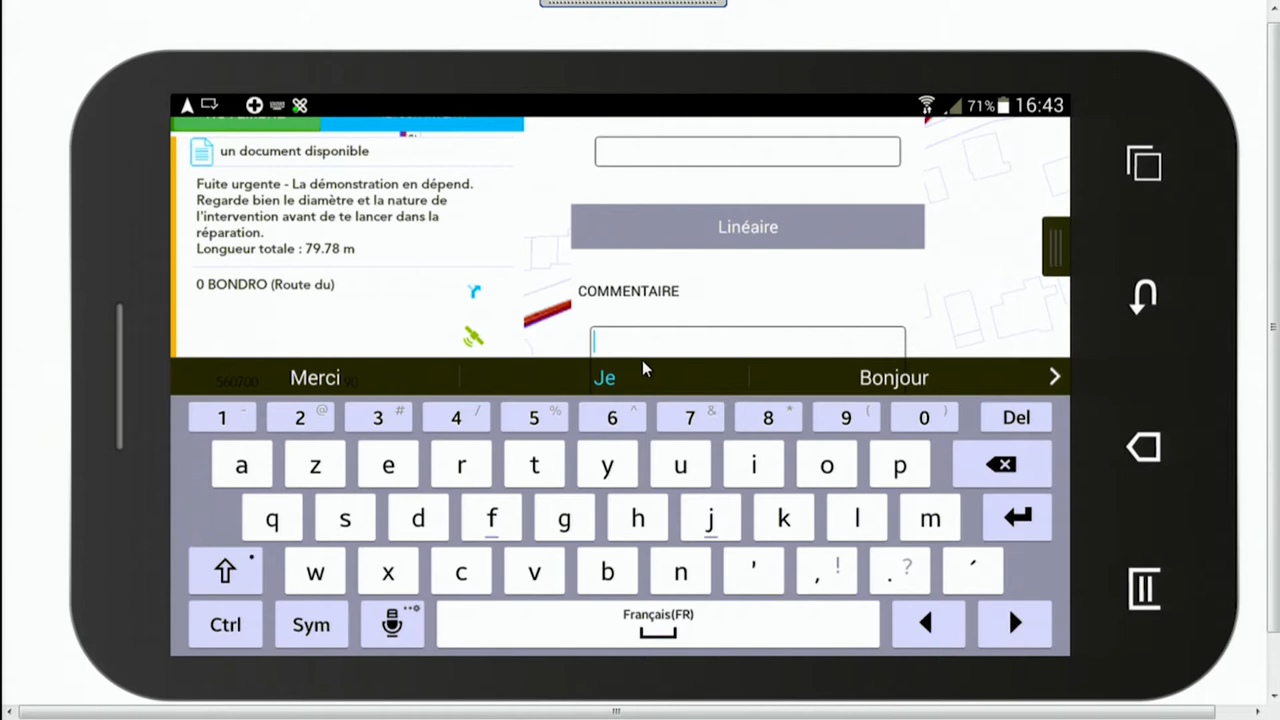 71% 16:43
un document disponible
Fuite urgente - La démonstration en dépend.
Regarde bien le diamètre et la nature de
l'intervention avant de te lancer dans la
réparation.
Longueur totale : 79.78 m
0 BONDRO (Route du)
Linéaire
COMMENTAIRE
Merci Je Bonjour
1 - 2 @ 3 # 4 / 5 % 6 ^ 7 & 8 * 9 ( 0 ) Del
a z e r t y u i o p
q s d f g h j k l m
w x c v b n ' , ! . ? ´
Ctrl Sym Français(FR)